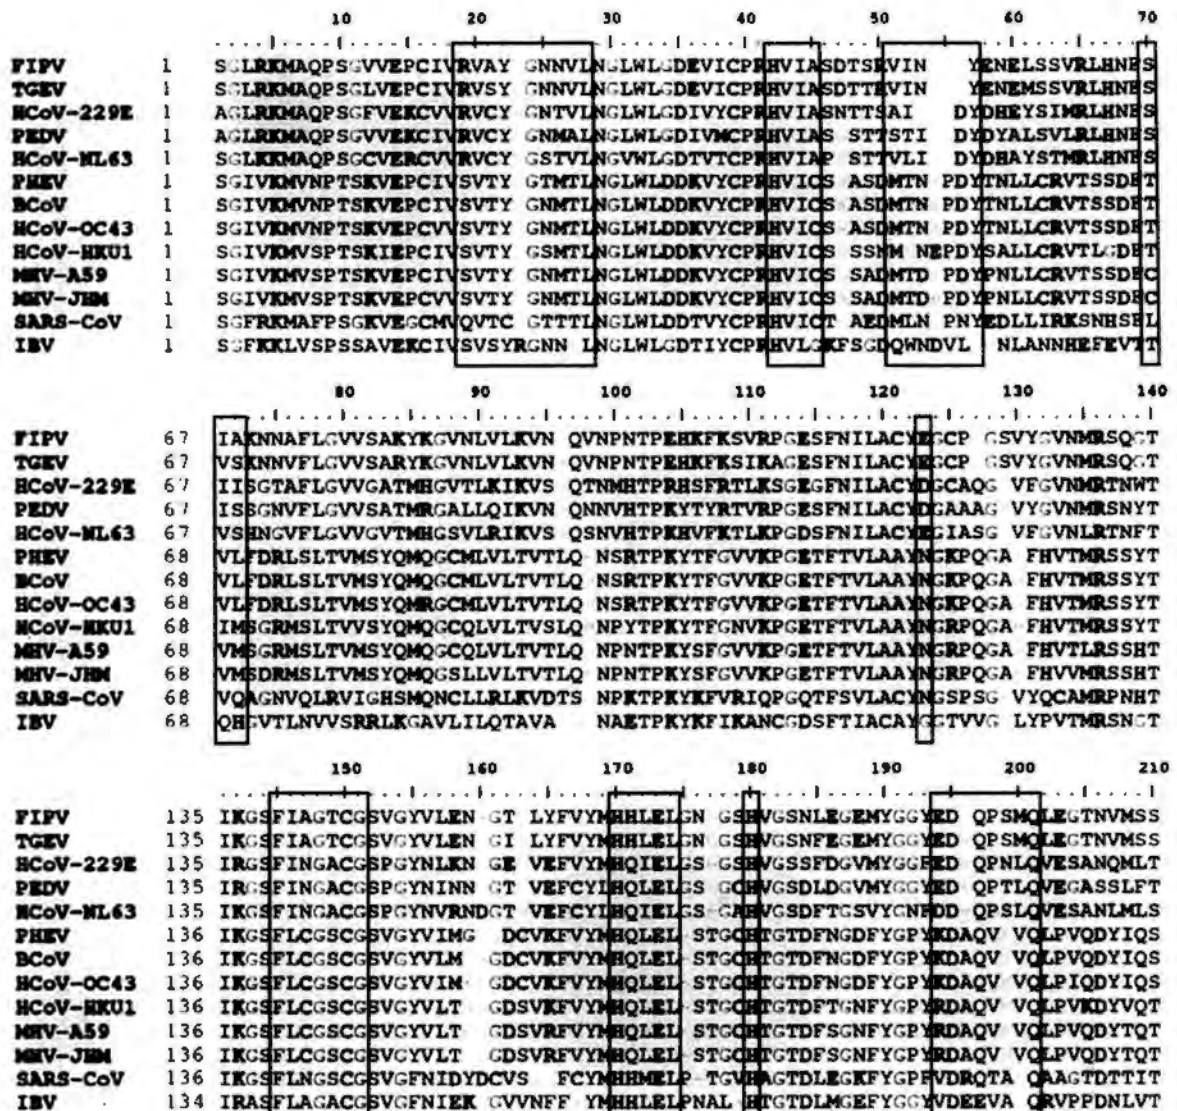 10 20 30 40 50 60 70
FIPV 1 SGLRKMAQPSGVVEPCIVRVAY GNNVLNGLWLGDEVICPRHVIASDTSRVIN YENELSSVRLHNFS
TGEV 1 SGLRKMAQPSGLVEPCIVRVSY GNNVLNGLWLGDEVICPRHVIASDTTRVIN YENEMSSVRLHNFS
HCoV-229E 1 AGLRKMAQPSGFVEKCVVRVCY GNTVLNGLWLGDIVYCPRHVIASNTTSAI DYDHEYSIMRLHNFS
PEDV 1 AGLRKMAQPSGVVEKCIVRVCY GNMALNGLWLGDIVMCPRHVIAS STTSTI DYDYALSVLRLHNFS
HCoV-NL63 1 SGLKKMAQPSGCVERCVVRVCY GSTVLNGVWLGDTVTCPRHVIAP STTVLI DYDHAYSTMRLHNFS
PHEV 1 SGIVKMVNPTSKVEPCIVSVTY GTMTLNGLWLDDKVYCPRHVICS ASDMTN PDYTNLLCRVTSSDFT
BCoV 1 SGIVKMVNPTSKVEPCIVSVTY GNMTLNGLWLDDKVYCPRHVICS ASDMTN PDYTNLLCRVTSSDFT
HCoV-OC43 1 SGIVKMVNPTSKVEPCIVSVTY GNMTLNGLWLDDKVYCPRHVICS ASDMTN PDYTNLLCRVTSSDFT
HCoV-HKU1 1 SGIVKMVSPTSKIEPCIVSVTY GSMTLNGLWLDDKVYCPRHVICS SSSNM NEPDYSALLCRVTLGDFT
MHV-A59 1 SGIVKMVSPTSKVEPCIVSVTY GNMTLNGLWLDDKVYCPRHVICS SADMTD PDYPNLLCRVTSSDFC
MHV-JHM 1 SGIVKMVSPTSKVEPCVVSVTY GNMTLNGLWLDDKVYCPRHVICS SADMTD PDYPNLLCRVTSSDFC
SARS-CoV 1 SGFRKMAFPSGKVEGCMVQVTC GTTTLNGLWLDDTVYCPRHVICT AEDMLN PNYEDLLIRKSNHSFL
IBV 1 SGFKKLVSPSSAVEKCIVSVSYRGNN LNGLWLGDTIYCPRHVLGKFSGDQWNDVL NLANNHEFEVTT
80 90 100 110 120 130 140
FIPV 67 IAKNNAFLGVVSAKYKGVNLVLKVN QVNPNTPEHKFKSVRPGESFNILACYEGCP GSVYGVNMRSQGT
TGEV 67 VSKNNVFLGVVSARYKGVNLVLKVN QVNPNTPEHKFKSIKAGESFNILACYEGCP GSVYGVNMRSQGT
HCoV-229E 67 IISGTAFLGVVGATMHGVTLKIKVS QTNMHTPRHSFRTLKSGEGFNILACYDGCAQG VFGVNMRTNWT
PEDV 67 ISSGNVFLGVVSATMRGALLQIKVN QNNVHTPKYTYRTVRPGESFNILACYDGAAAG VYGVNMRSNYT
HCoV-NL63 67 VSHNGVFLGVVGVTMHGSVLRIKVS QSNVHTPKHVFKTLKPGDSFNILACYEGIASG VFGVNLRTNFT
PHEV 68 VLFDRLSLTVMSYQMQGCMLVLTVTLQ NSRTPKYTFGVVKPGETFTVLAAYNGKPQGA FHVTMRSSYT
BCoV 68 VLFDRLSLTVMSYQMQGCMLVLTVTLQ NSRTPKYTFGVVKPGETFTVLAAYNGKPQGA FHVTMRSSYT
HCoV-OC43 68 VLFDRLSLTVMSYQMRGCMLVLTVTLQ NSRTPKYTFGVVKPGETFTVLAAYNGKPQGA FHVTMRSSYT
HCoV-HKU1 68 IMSGRMSLTVVSYQMQGCQLVLTVSLQ NPYTPKYTFGNVKPGETFTVLAAYNGRPQGA FHVTMRSSYT
MHV-A59 68 VMSGRMSLTVMSYQMQGCQLVLTVTLQ NPNTPKYSFGVVKPGETFTVLAAYNGRPQGA FHVTLRSSHT
MHV-JHM 68 VMSDRMSLTVMSYQMQGSLLVLTVTLQ NPNTPKYSFGVVKPGETFTVLAAYNGRPQGA FHVVMRSSHT
SARS-CoV 68 VQAGNVQLRVIGHSMQNCLLRLKVDTS NPKTPKYKFVRIQPGQTFSVLACYNGSPSG VYQCAMRPNHT
IBV 68 QHGVTLNVVSRRLKGAVLILQTAVA NAETPKYKFIKANCGDSFTIACAYGGTVVG LYPVTMRSNGT
150 160 170 180 190 200 210
FIPV 135 IKGSFIAGTCGSVGYVLEN GT LYFVYMHHLELGN GSHVGSNLEGEMYGGYED QPSMQLEGTNVMSS
TGEV 135 IKGSFIAGTCGSVGYVLEN GI LYFVYMHHLELGN GSHVGSNFEGEMYGGYED QPSMQLEGTNVMSS
HCoV-229E 135 IRGSFINGACGSPGYNLKN GE VEFVYMHQIELGS GSHVGSSFDGVMYGGFED QPNLQVESANQMLT
PEDV 135 IRGSFINGACGSPGYNINN GT VEFCYLHQLELGS GCHVGSDLDGVMYGGYED QPTLQVEGASSLFT
HCoV-NL63 135 IKGSFINGACGSPGYNVRNDGT VEFCYLHQIELGS GAHVGSDFTGSVYGNFDD QPSLQVESANLMLS
PHEV 136 IKGSFLCGSCGSVGYVIMG DCVKFVYMHQLEL STGCHTGTDFNGDFYGPYKDAQV VQLPVQDYIQS
BCoV 136 IKGSFLCGSCGSVGYVLM GDCVKFVYMHQLEL STGCHTGTDFNGDFYGPYKDAQV VQLPVQDYIQS
HCoV-OC43 136 IKGSFLCGSCGSVGYVIM GDCVKFVYMHQLEL STGCHTGTDFNGDFYGPYKDAQV VQLPIQDYIQS
HCoV-HKU1 136 IKGSFLCGSCGSVGYVLT GDSVKFVYMHQLEL STGCHTGTDFTGNFYGPYRDAQV VQLPVKDYVQT
MHV-A59 136 IKGSFLCGSCGSVGYVLT GDSVRFVYMHQLEL STGCHTGTDFSGNFYGPYRDAQV VQLPVQDYTQT
MHV-JHM 136 IKGSFLCGSCGSVGYVLT GDSVRFVYMHQLEL STGCHTGTDFSGNFYGPYRDAQV VQLPVQDYTQT
SARS-CoV 136 IKGSFLNGSCGSVGFNIDYDCVS FCYMHHMELP TGVHAGTDLEGKFYGPFVDRQTA QAAGTDTTIT
IBV 134 IRASFLAGACGSVGFNIEK GVVNFF YMHHLELPNAL HTGTDLMGEFYGGYVDEEVA QRVPPDNLVT